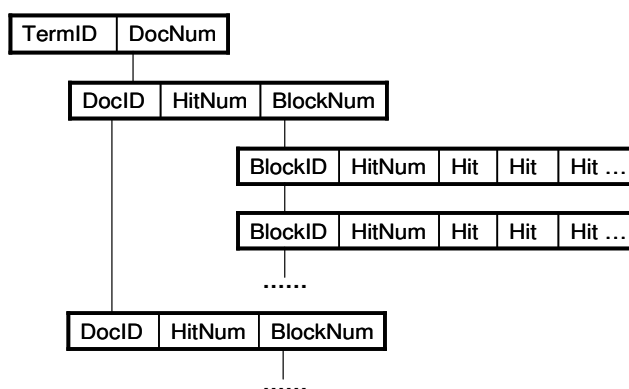 TermID DocNum
DocID HitNum BlockNum
BlockID HitNum Hit Hit Hit ...
BlockID HitNum Hit Hit Hit ...
......
DocID HitNum BlockNum
......